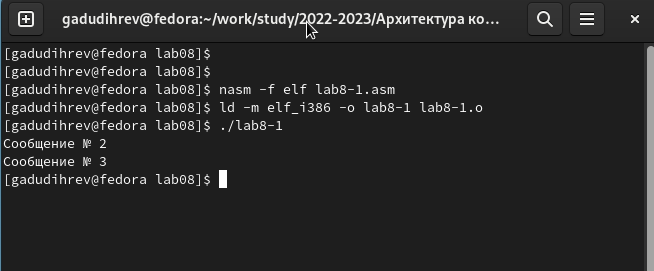 gadudihrev@fedora:~/work/study/2022-2023/Архитектура ко...
[gadudihrev@fedora lab08]$
[gadudihrev@fedora lab08]$
[gadudihrev@fedora lab08]$ nasm -f elf lab8-1.asm
[gadudihrev@fedora lab08]$ ld -m elf_i386 -o lab8-1 lab8-1.o
[gadudihrev@fedora lab08]$ ./lab8-1
Сообщение № 2
Сообщение № 3
[gadudihrev@fedora lab08]$